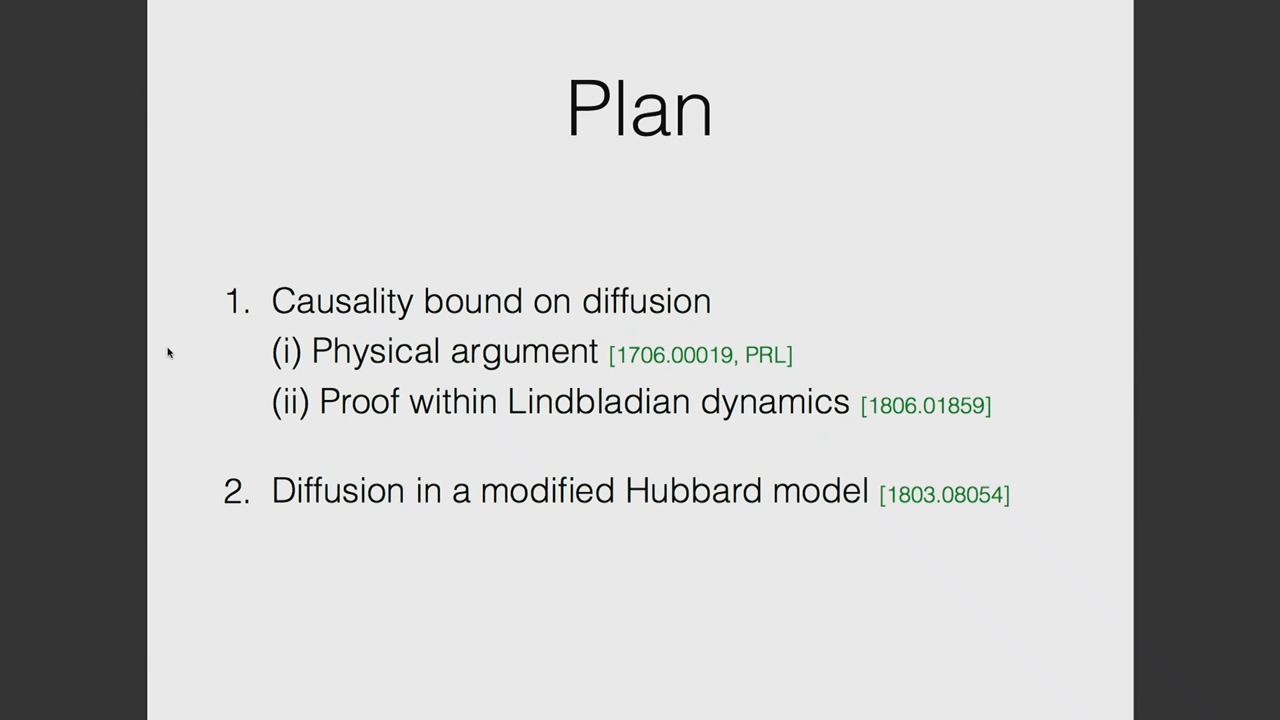 Plan
1. Causality bound on diffusion
(i) Physical argument [1706.00019, PRL]
(ii) Proof within Lindbladian dynamics [1806.01859]
2. Diffusion in a modified Hubbard model [1803.08054]